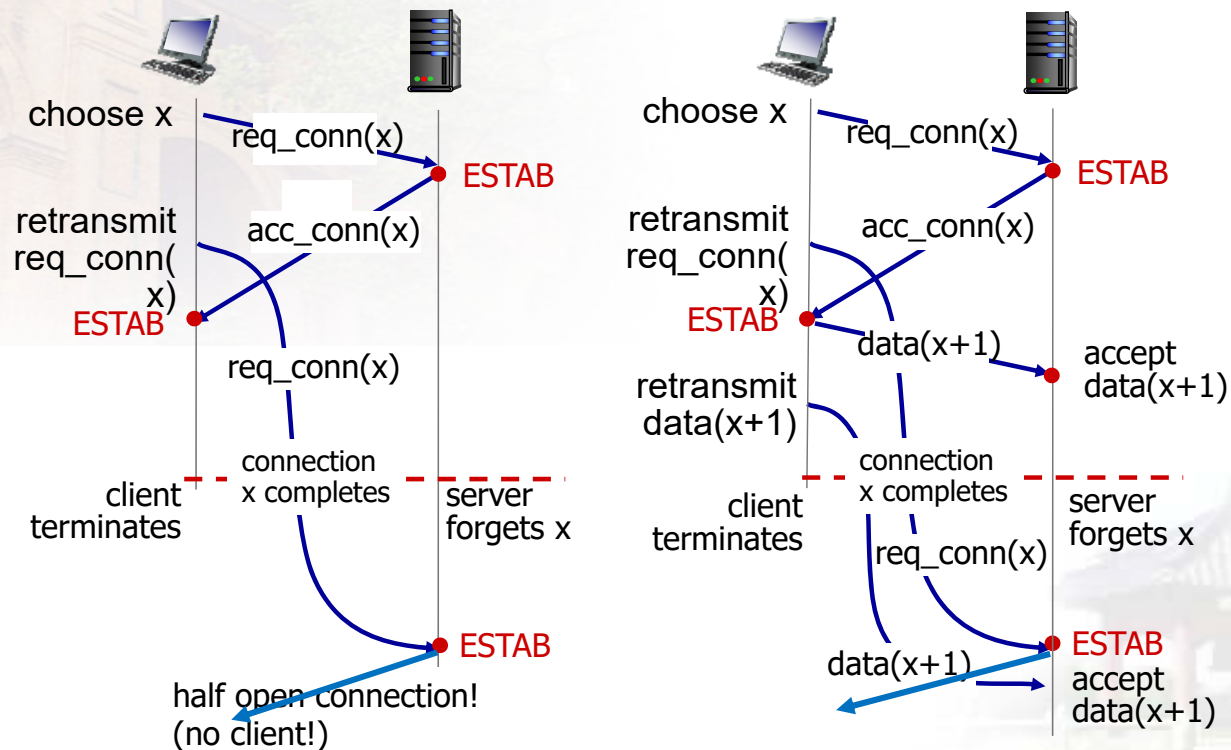 choose x
req_conn(x)
ESTAB
retransmit
req_conn(
x)
acc_conn(x)
ESTAB
req_conn(x)
connection
x completes
client
terminates
server
forgets x
ESTAB
half open connection!
(no client!)
choose x
req_conn(x)
ESTAB
retransmit
req_conn(
x)
acc_conn(x)
ESTAB
data(x+1)
accept
data(x+1)
retransmit
data(x+1)
connection
x completes
client
terminates
server
forgets x
req_conn(x)
ESTAB
data(x+1)
accept
data(x+1)